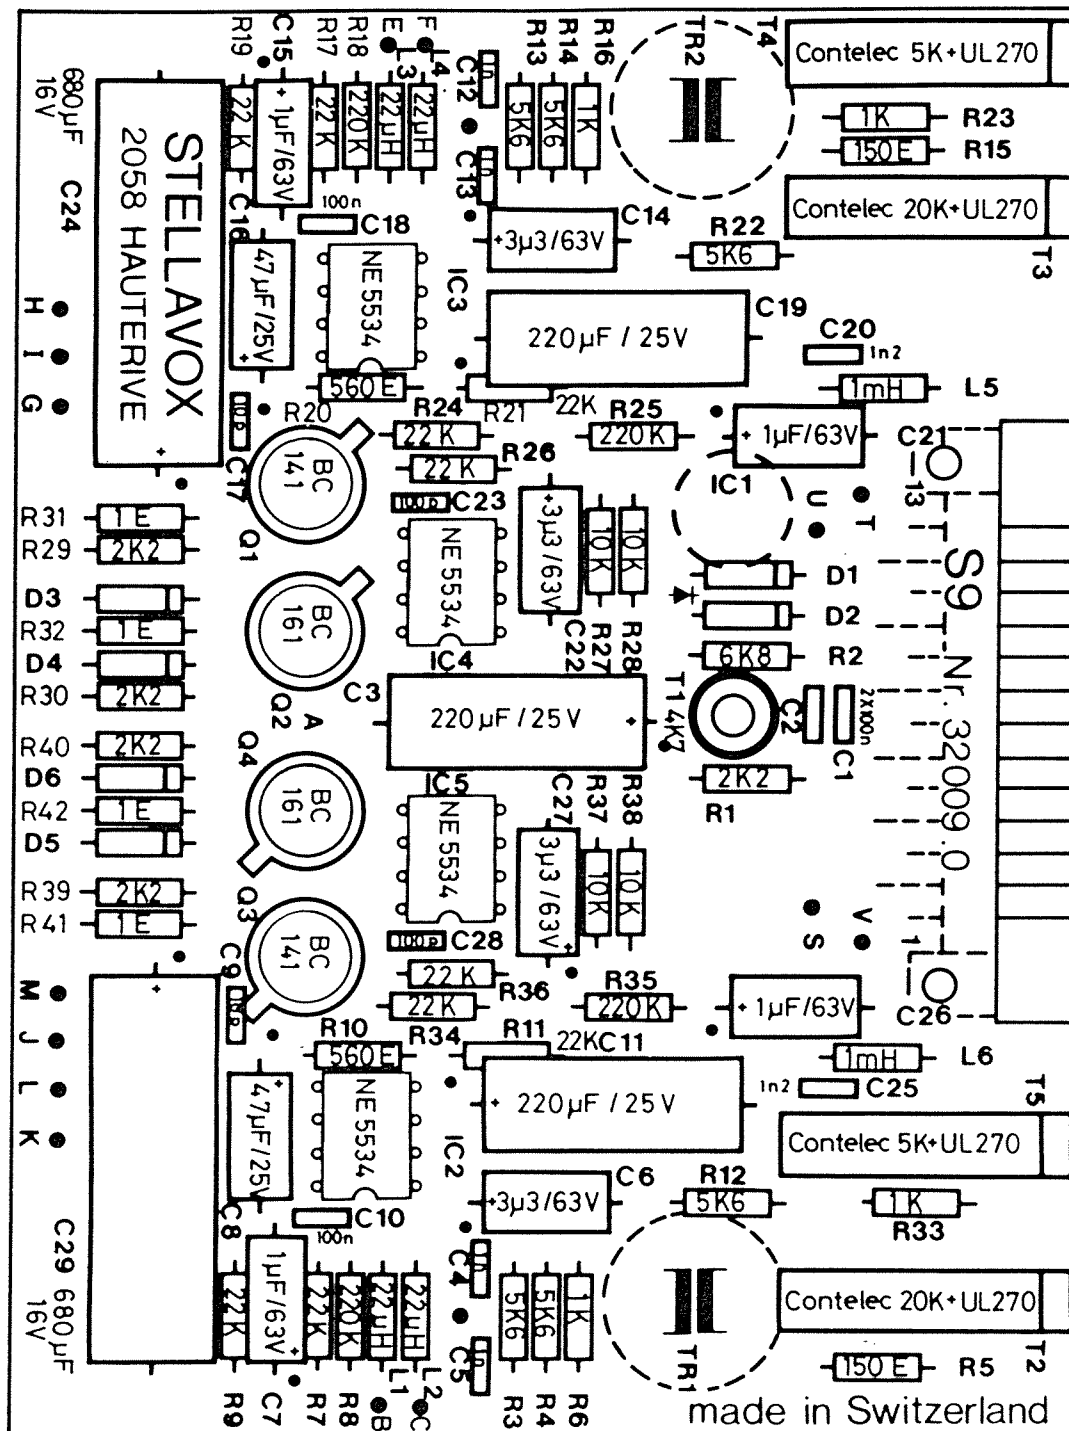 R19
C15
R17
R18
E
F
L3
L4
C12
1n
R13
R14
R16
TR2
T4
Contelec 5K+UL270
680µF
16V
C24
STELLAVOX
2058 HAUTERIVE
22K
+1µF/63V
22K
220K
22µH
22µH
5K6
5K6
1K
1K R23
150E R15
C13
1n
C16
100n
C18
C14
+3µ3/63V
R22
5K6
Contelec 20K+UL270
T3
47µF/25V
NE5534
IC3
C19
220µF/25V
C20
1n2
H
I
G
560E
R20
R21
22K
1mH L5
10p
C17
R24
22K
R25
220K
+1µF/63V
C21
BC
141
Q1
22K
R26
100p
C23
IC1
U
T
13
R31 1E
R29 2K2
D3
R32 1E
D4
R30 2K2
BC
161
Q2
A
NE5534
IC4
+3µ3/63V
C22
10K
R27
10K
R28
D1
D2
6K8 R2
S9-Nr. 32009.0
C3
220µF/25V +
T1 4K7
C2
C1
2X100n
R40 2K2
D6
R42 1E
D5
R39 2K2
R41 1E
Q4
BC
161
IC5
NE5534
C27
3µ3/63V+
R37
10K
R38
10K
2K2
R1
Q3
BC
141
C9
10p
100p
C28
V
S
1
22K
R36
22K
R34
R35
220K
+1µF/63V
C26
M
J
L
K
R10
560E
R11
22K
C11
1mH L6
+
47µF/25V
C8
NE5534
IC2
+ 220µF/25V
1n2
C25
T5
Contelec 5K+UL270
C10
100n
+3µ3/63V
C6
R12
5K6
1K
R33
C29 680µF
16V
22K
R9
1µF/63V+
C7
22K
R7
220K
R8
22µH
L1
B
22µH
L2
C
C4
1n
C5
1n
5K6
R3
5K6
R4
1K
R6
TR1
Contelec 20K+UL270
T2
150E R5
made in Switzerland